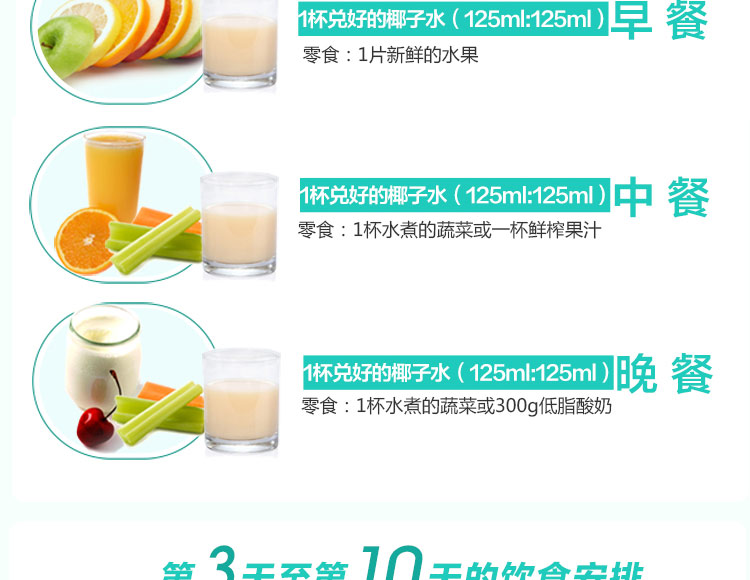 1杯兑好的椰子水（125ml:125ml）早 餐
零食：1片新鲜的水果
1杯兑好的椰子水（125ml:125ml）中 餐
零食：1杯水煮的蔬菜或一杯鲜榨果汁
1杯兑好的椰子水（125ml:125ml）晚 餐
零食：1杯水煮的蔬菜或300g低脂酸奶
第3天至第10天的饮食安排